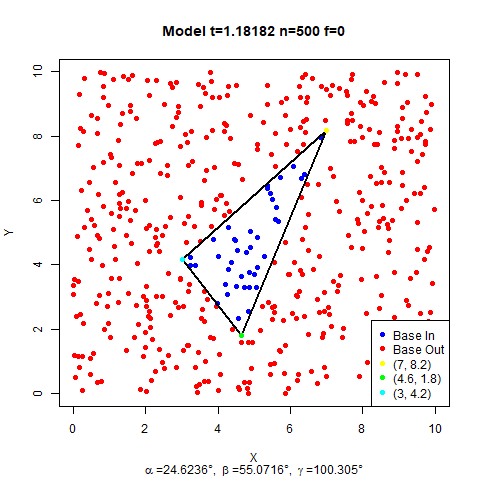 Model t=1.18182 n=500 f=0
10
8
6
4
2
0
Y
Base In
Base Out
(7, 8.2)
(4.6, 1.8)
(3, 4.2)
0 2 4 6 8 10
X
α=24.6236°, β=55.0716°, γ=100.305°